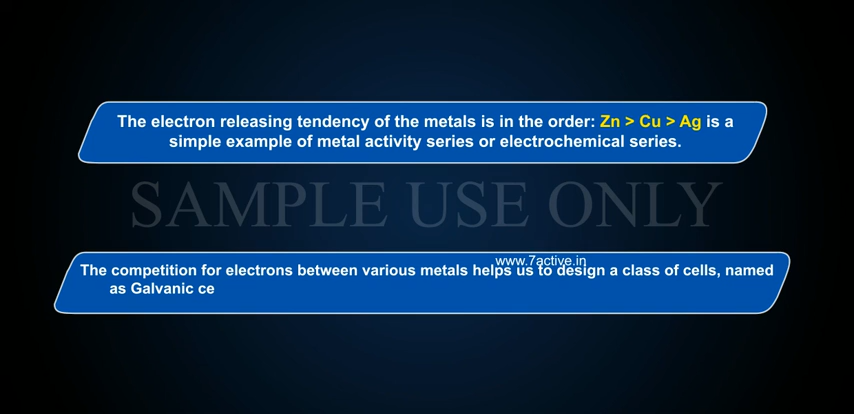 The electron releasing tendency of the metals is in the order: Zn > Cu > Ag is a
simple example of metal activity series or electrochemical series.
SAMPLE USE ONLY
www.7active.in
The competition for electrons between various metals helps us to design a class of cells, named
as Galvanic ce